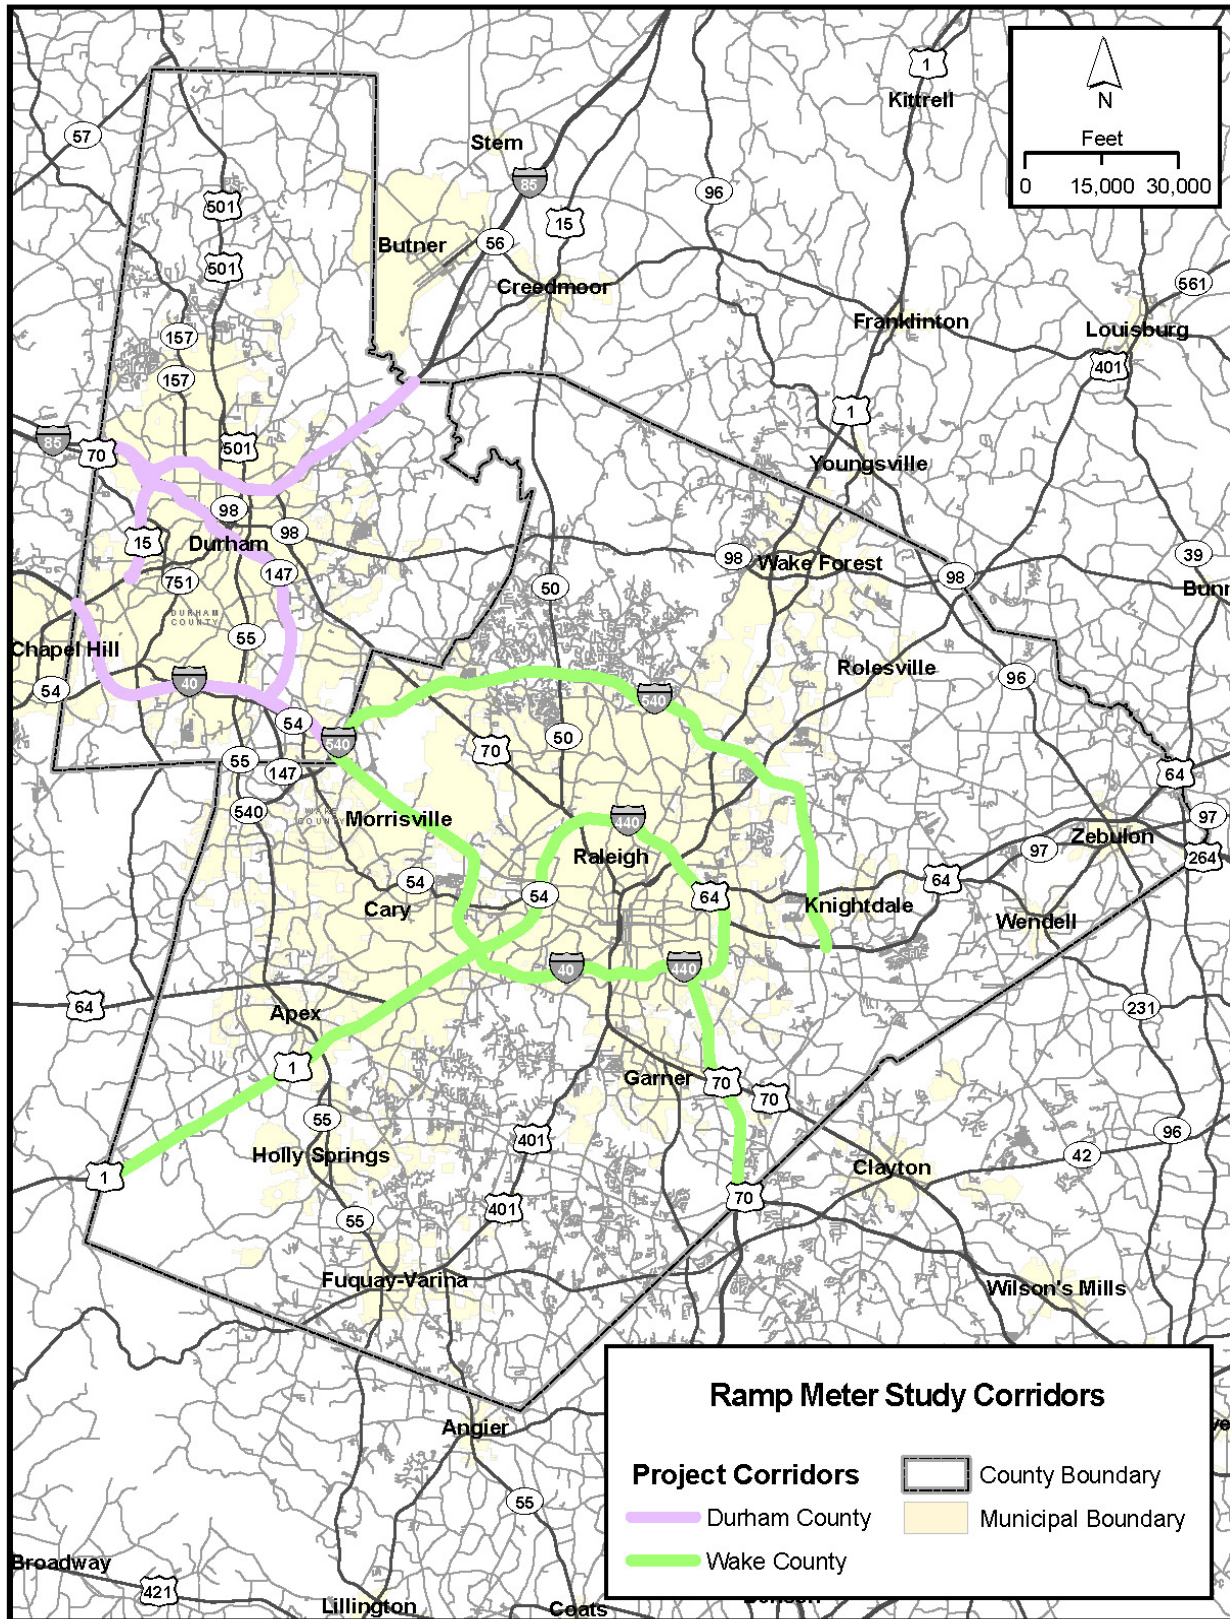 1
Kittrell
N
Feet
0 15,000 30,000
57
Stem
85
96
501
15
Butner
56
501
Creedmoor
561
157
Franklinton
Louisburg
157
401
1
85
70
501
Youngsville
98
15
Durham
98
98
Wake Forest
39
751
147
50
98
DURHAM
COUNTY
Chapel Hill
55
Rolesville
54
40
96
540
54
540
70
50
55
147
64
540
WAKE
COUNTY
Morrisville
440
97
Raleigh
97
Zebulon
264
54
54
64
64
Cary
Knightdale
Wendell
40
440
64
Apex
231
1
Garner
70
70
55
401
96
Holly Springs
42
Clayton
1
70
401
55
Fuquay-Varina
Wilson's Mills
Ramp Meter Study Corridors
Angier
Project Corridors
County Boundary
Durham County
Municipal Boundary
55
Wake County
Broadway
421
Lillington
Coats